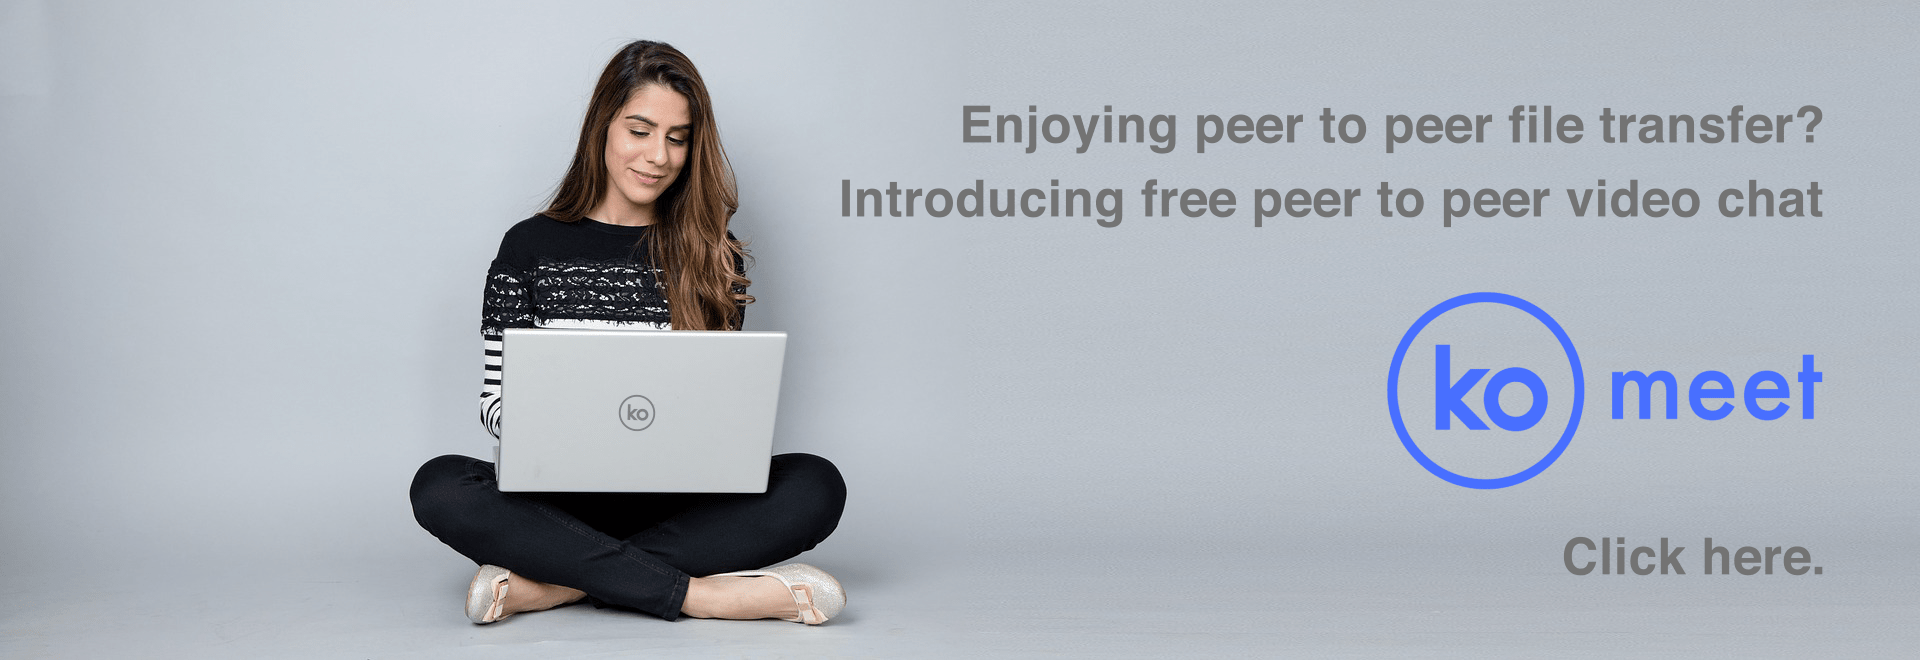 Enjoying peer to peer file transfer?
Introducing free peer to peer video chat
ko meet
ko
Click here.